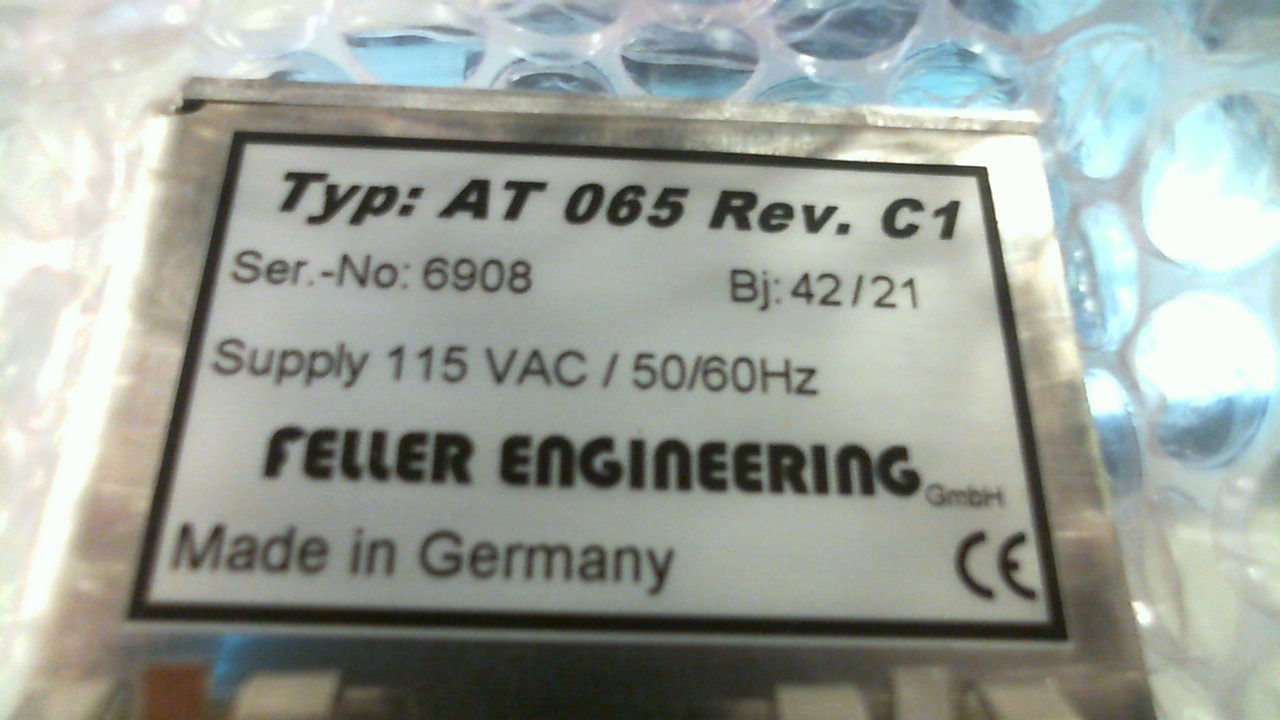 Typ: AT 065 Rev. C1
Ser.-No: 6908 Bj: 42/21
Supply 115 VAC / 50/60Hz
FELLER ENGINEERING GmbH
Made in Germany CE